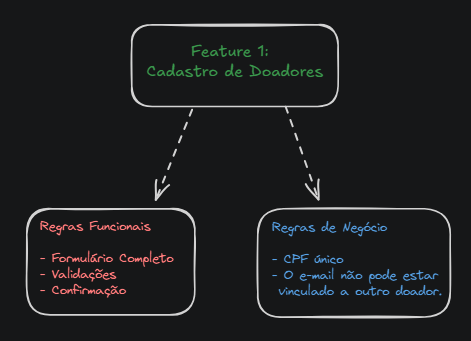 Feature 1:
Cadastro de Doadores
Regras Funcionais
- Formulário Completo
- Validações
- Confirmação
Regras de Negócio
- CPF único
- O e-mail não pode estar
vinculado a outro doador.